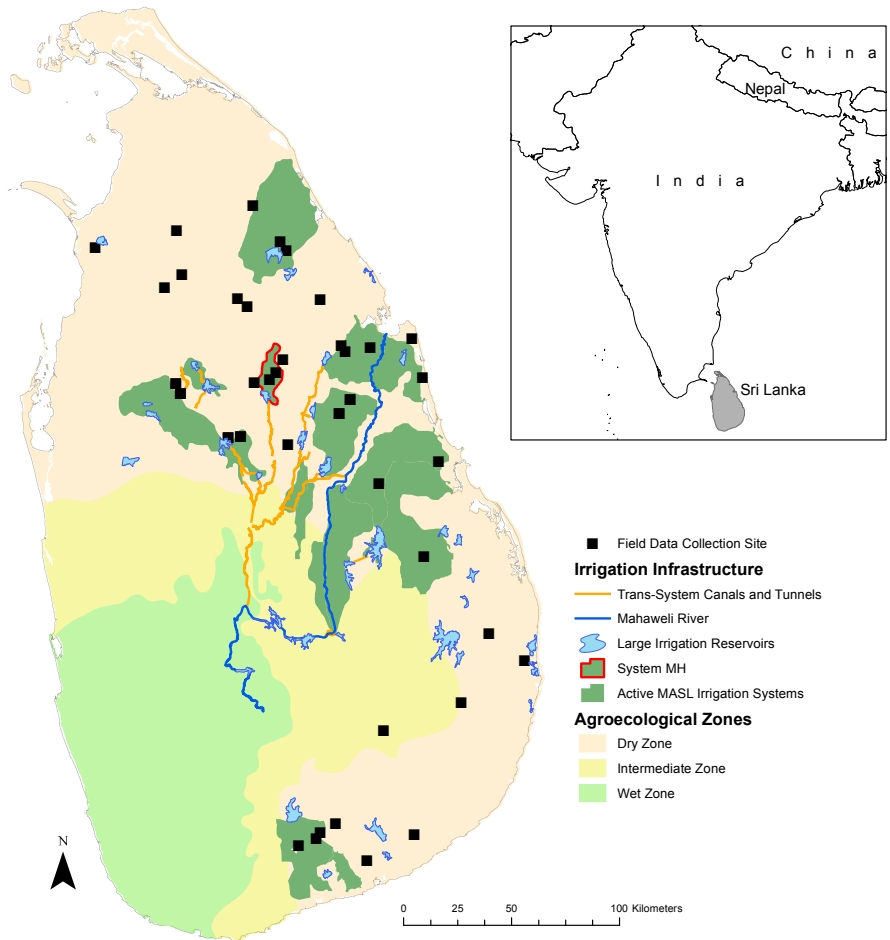 China
Nepal
India
Sri Lanka
Field Data Collection Site
Irrigation Infrastructure
Trans-System Canals and Tunnels
Mahaweli River
Large Irrigation Reservoirs
System MH
Active MASL Irrigation Systems
Agroecological Zones
Dry Zone
Intermediate Zone
Wet Zone
N
0 25 50 100 Kilometers